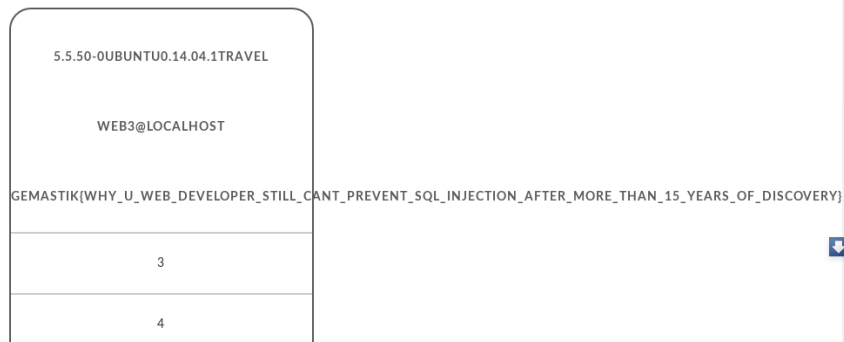 5.5.50-0UBUNTU0.14.04.1TRAVEL
WEB3@LOCALHOST
GEMASTIK{WHY_U_WEB_DEVELOPER_STILL_CANT_PREVENT_SQL_INJECTION_AFTER_MORE_THAN_15_YEARS_OF_DISCOVERY}
3
4